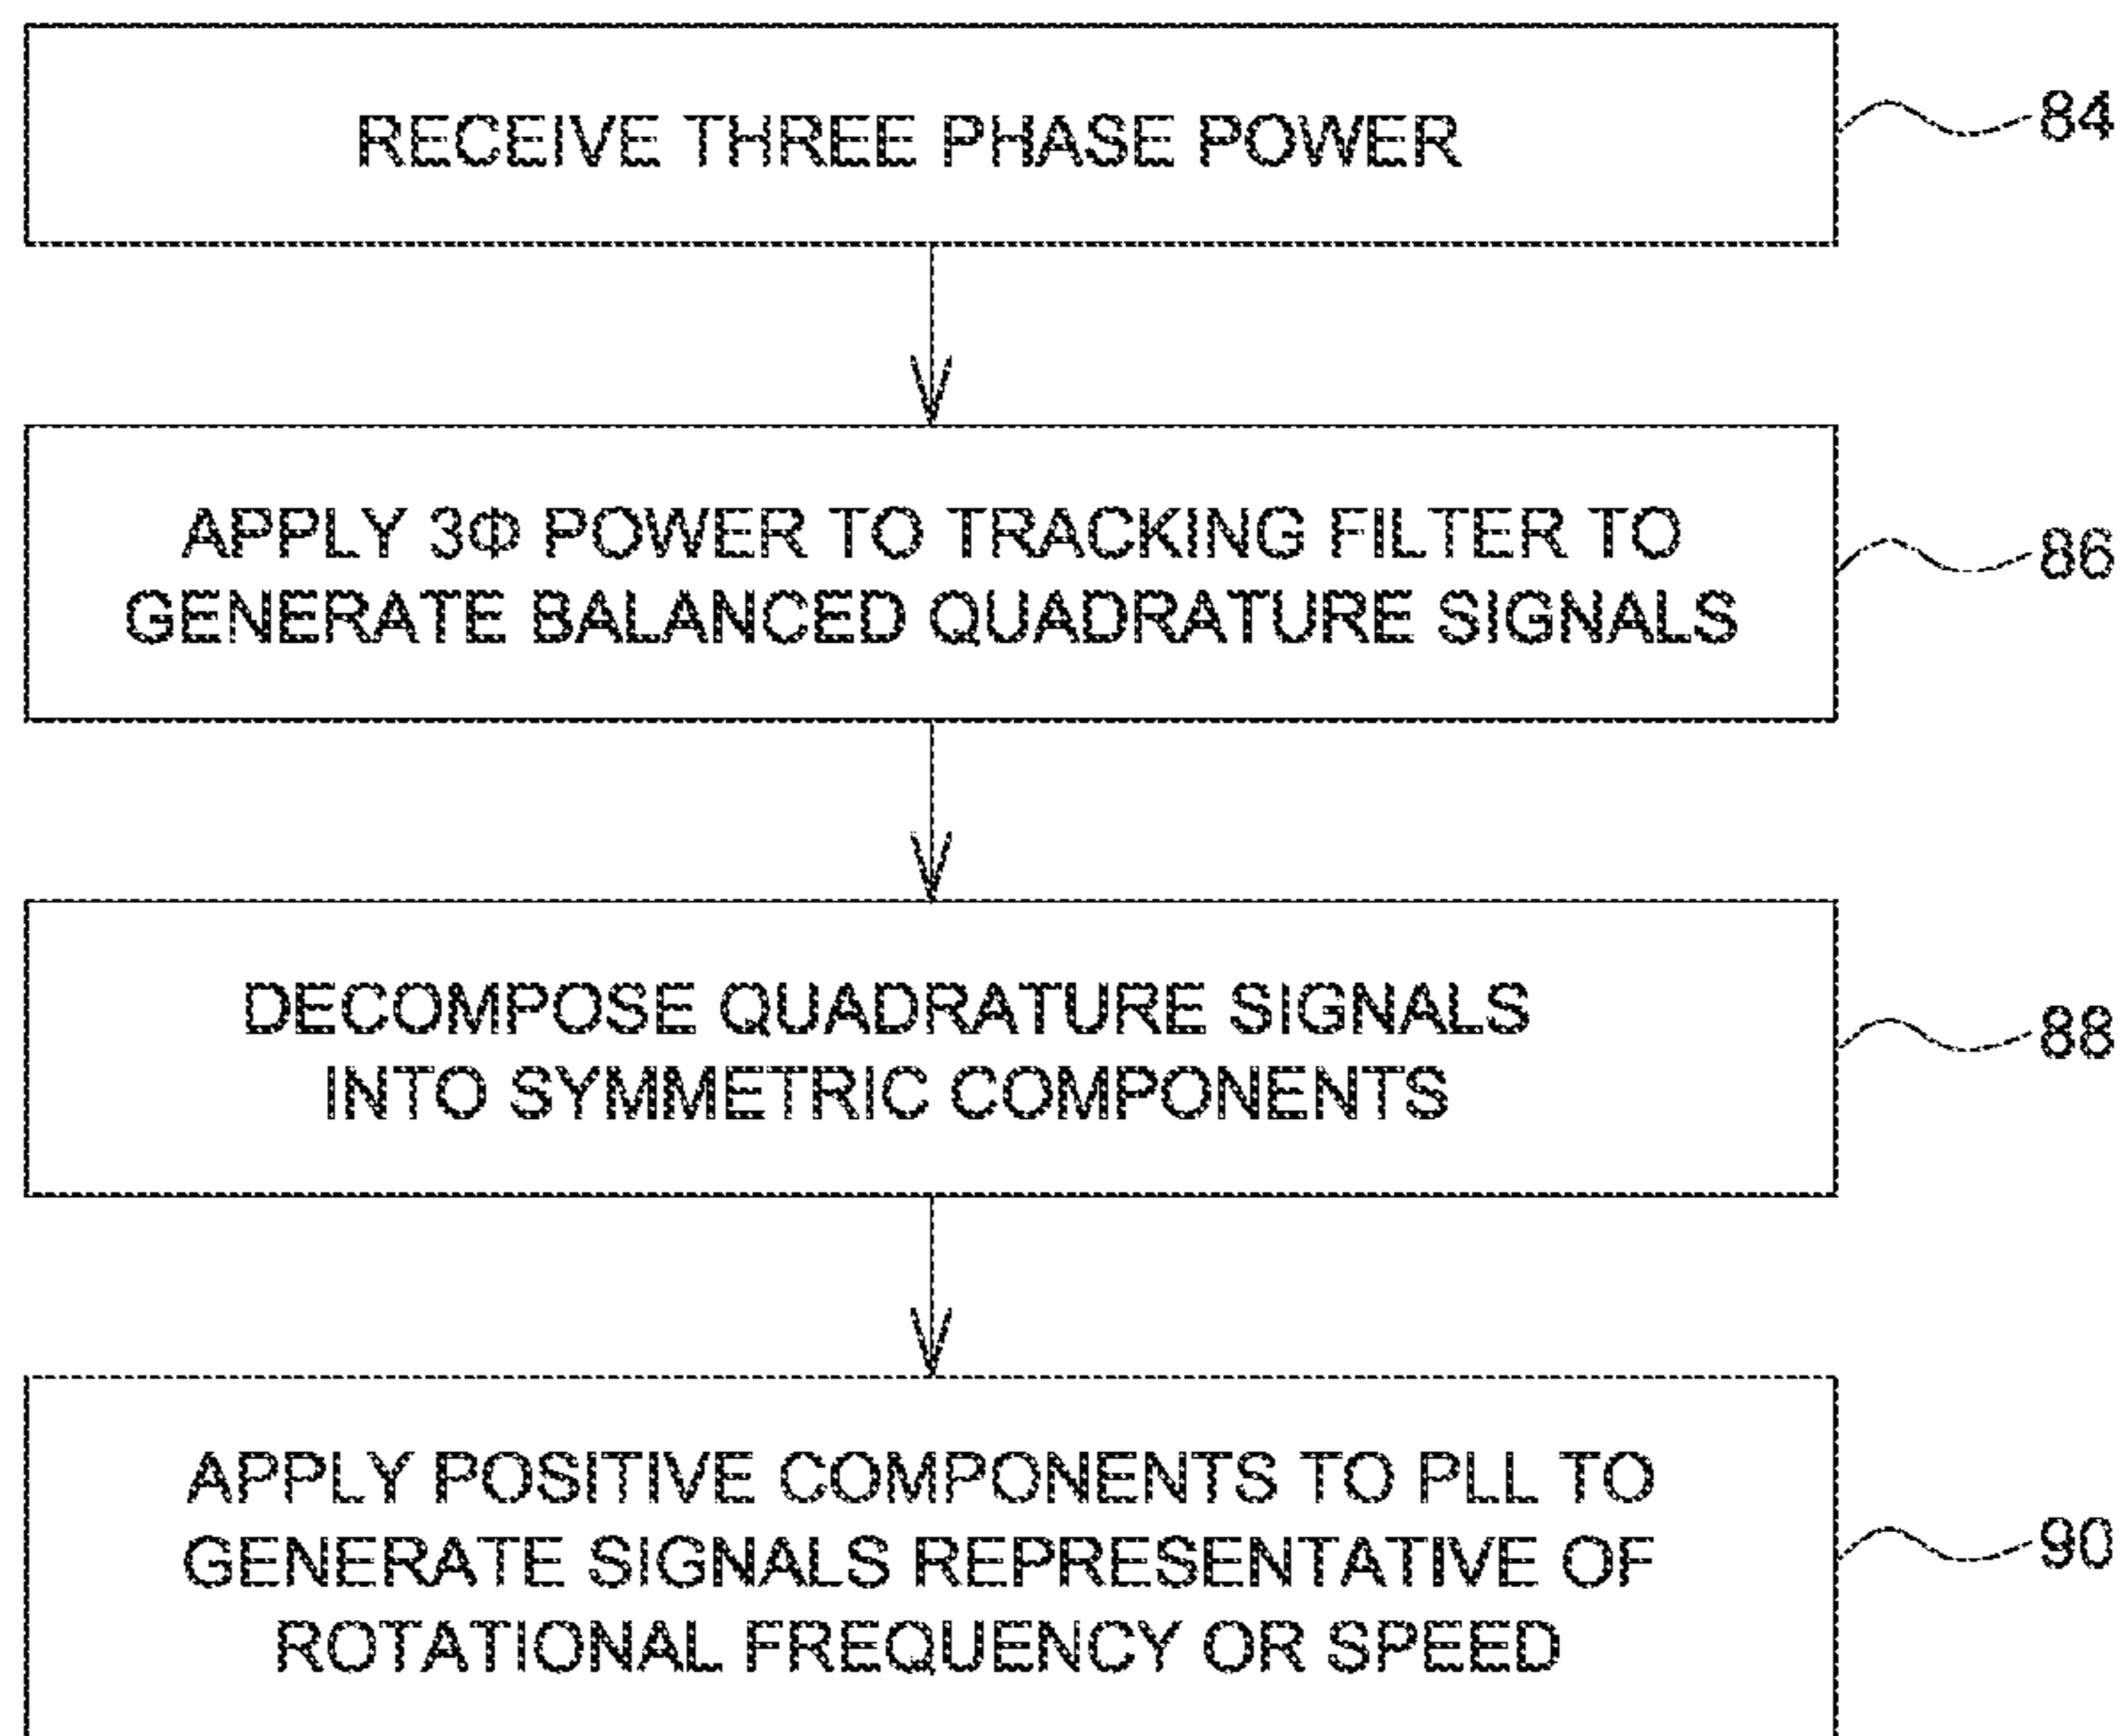 RECEIVE THREE PHASE POWER
84
APPLY 3Φ POWER TO TRACKING FILTER TO
GENERATE BALANCED QUADRATURE SIGNALS
86
DECOMPOSE QUADRATURE SIGNALS
INTO SYMMETRIC COMPONENTS
88
APPLY POSITIVE COMPONENTS TO PLL TO
GENERATE SIGNALS REPRESENTATIVE OF
ROTATIONAL FREQUENCY OR SPEED
90